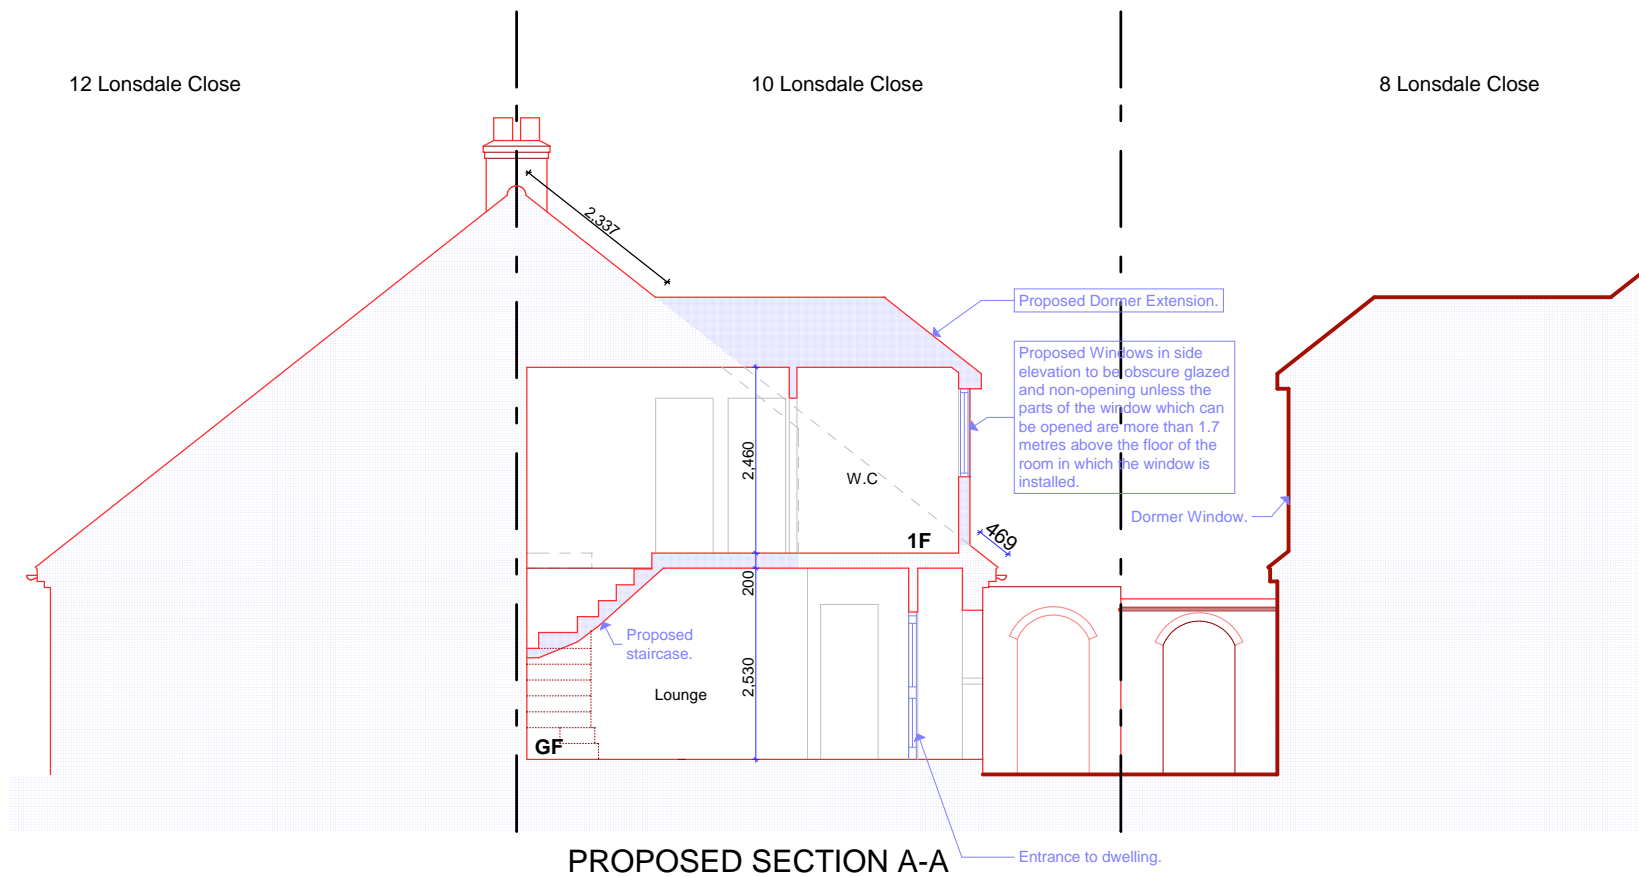 12 Lonsdale Close
10 Lonsdale Close
8 Lonsdale Close
2,337
Proposed Dormer Extension.
Proposed Windows in side
elevation to be obscure glazed
and non-opening unless the
parts of the window which can
be opened are more than 1.7
metres above the floor of the
room in which the window is
installed.
2,460
W.C
Dormer Window.
1F
469
200
Proposed
staircase.
2,530
Lounge
GF
PROPOSED SECTION A-A
Entrance to dwelling.